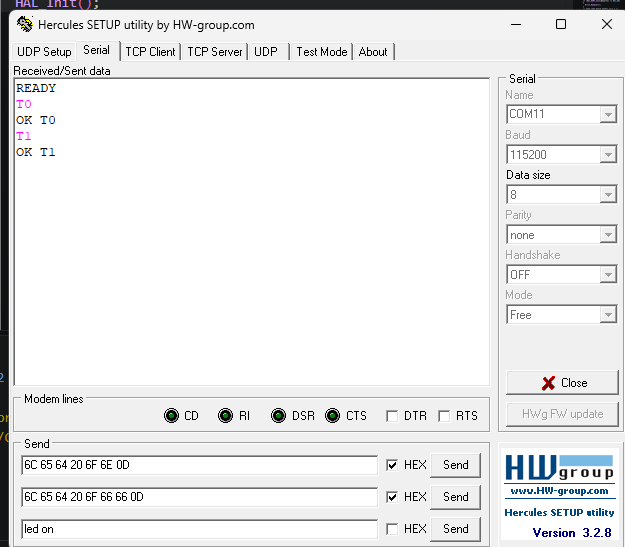 HAL_Init();
Hercules SETUP utility by HW-group.com
UDP Setup Serial TCP Client TCP Server UDP Test Mode About
Received/Sent data
READY
T0
OK T0
T1
OK T1
Serial
Name
COM11
Baud
115200
Data size
8
Parity
none
Handshake
OFF
Mode
Free
Close
HWg FW update
Modem lines
CD RI DSR CTS DTR RTS
Send
6C 65 64 20 6F 6E 0D HEX Send
6C 65 64 20 6F 66 66 0D HEX Send
led on HEX Send
HWgroup
www.HW-group.com
Hercules SETUP utility
Version 3.2.8